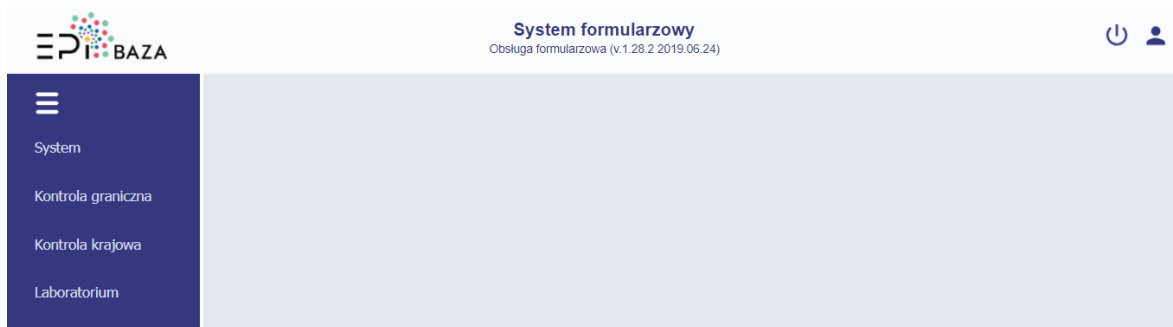 EPI BAZA
System formularzowy
Obsługa formularzowa (v.1.28.2 2019.06.24)
System
Kontrola graniczna
Kontrola krajowa
Laboratorium